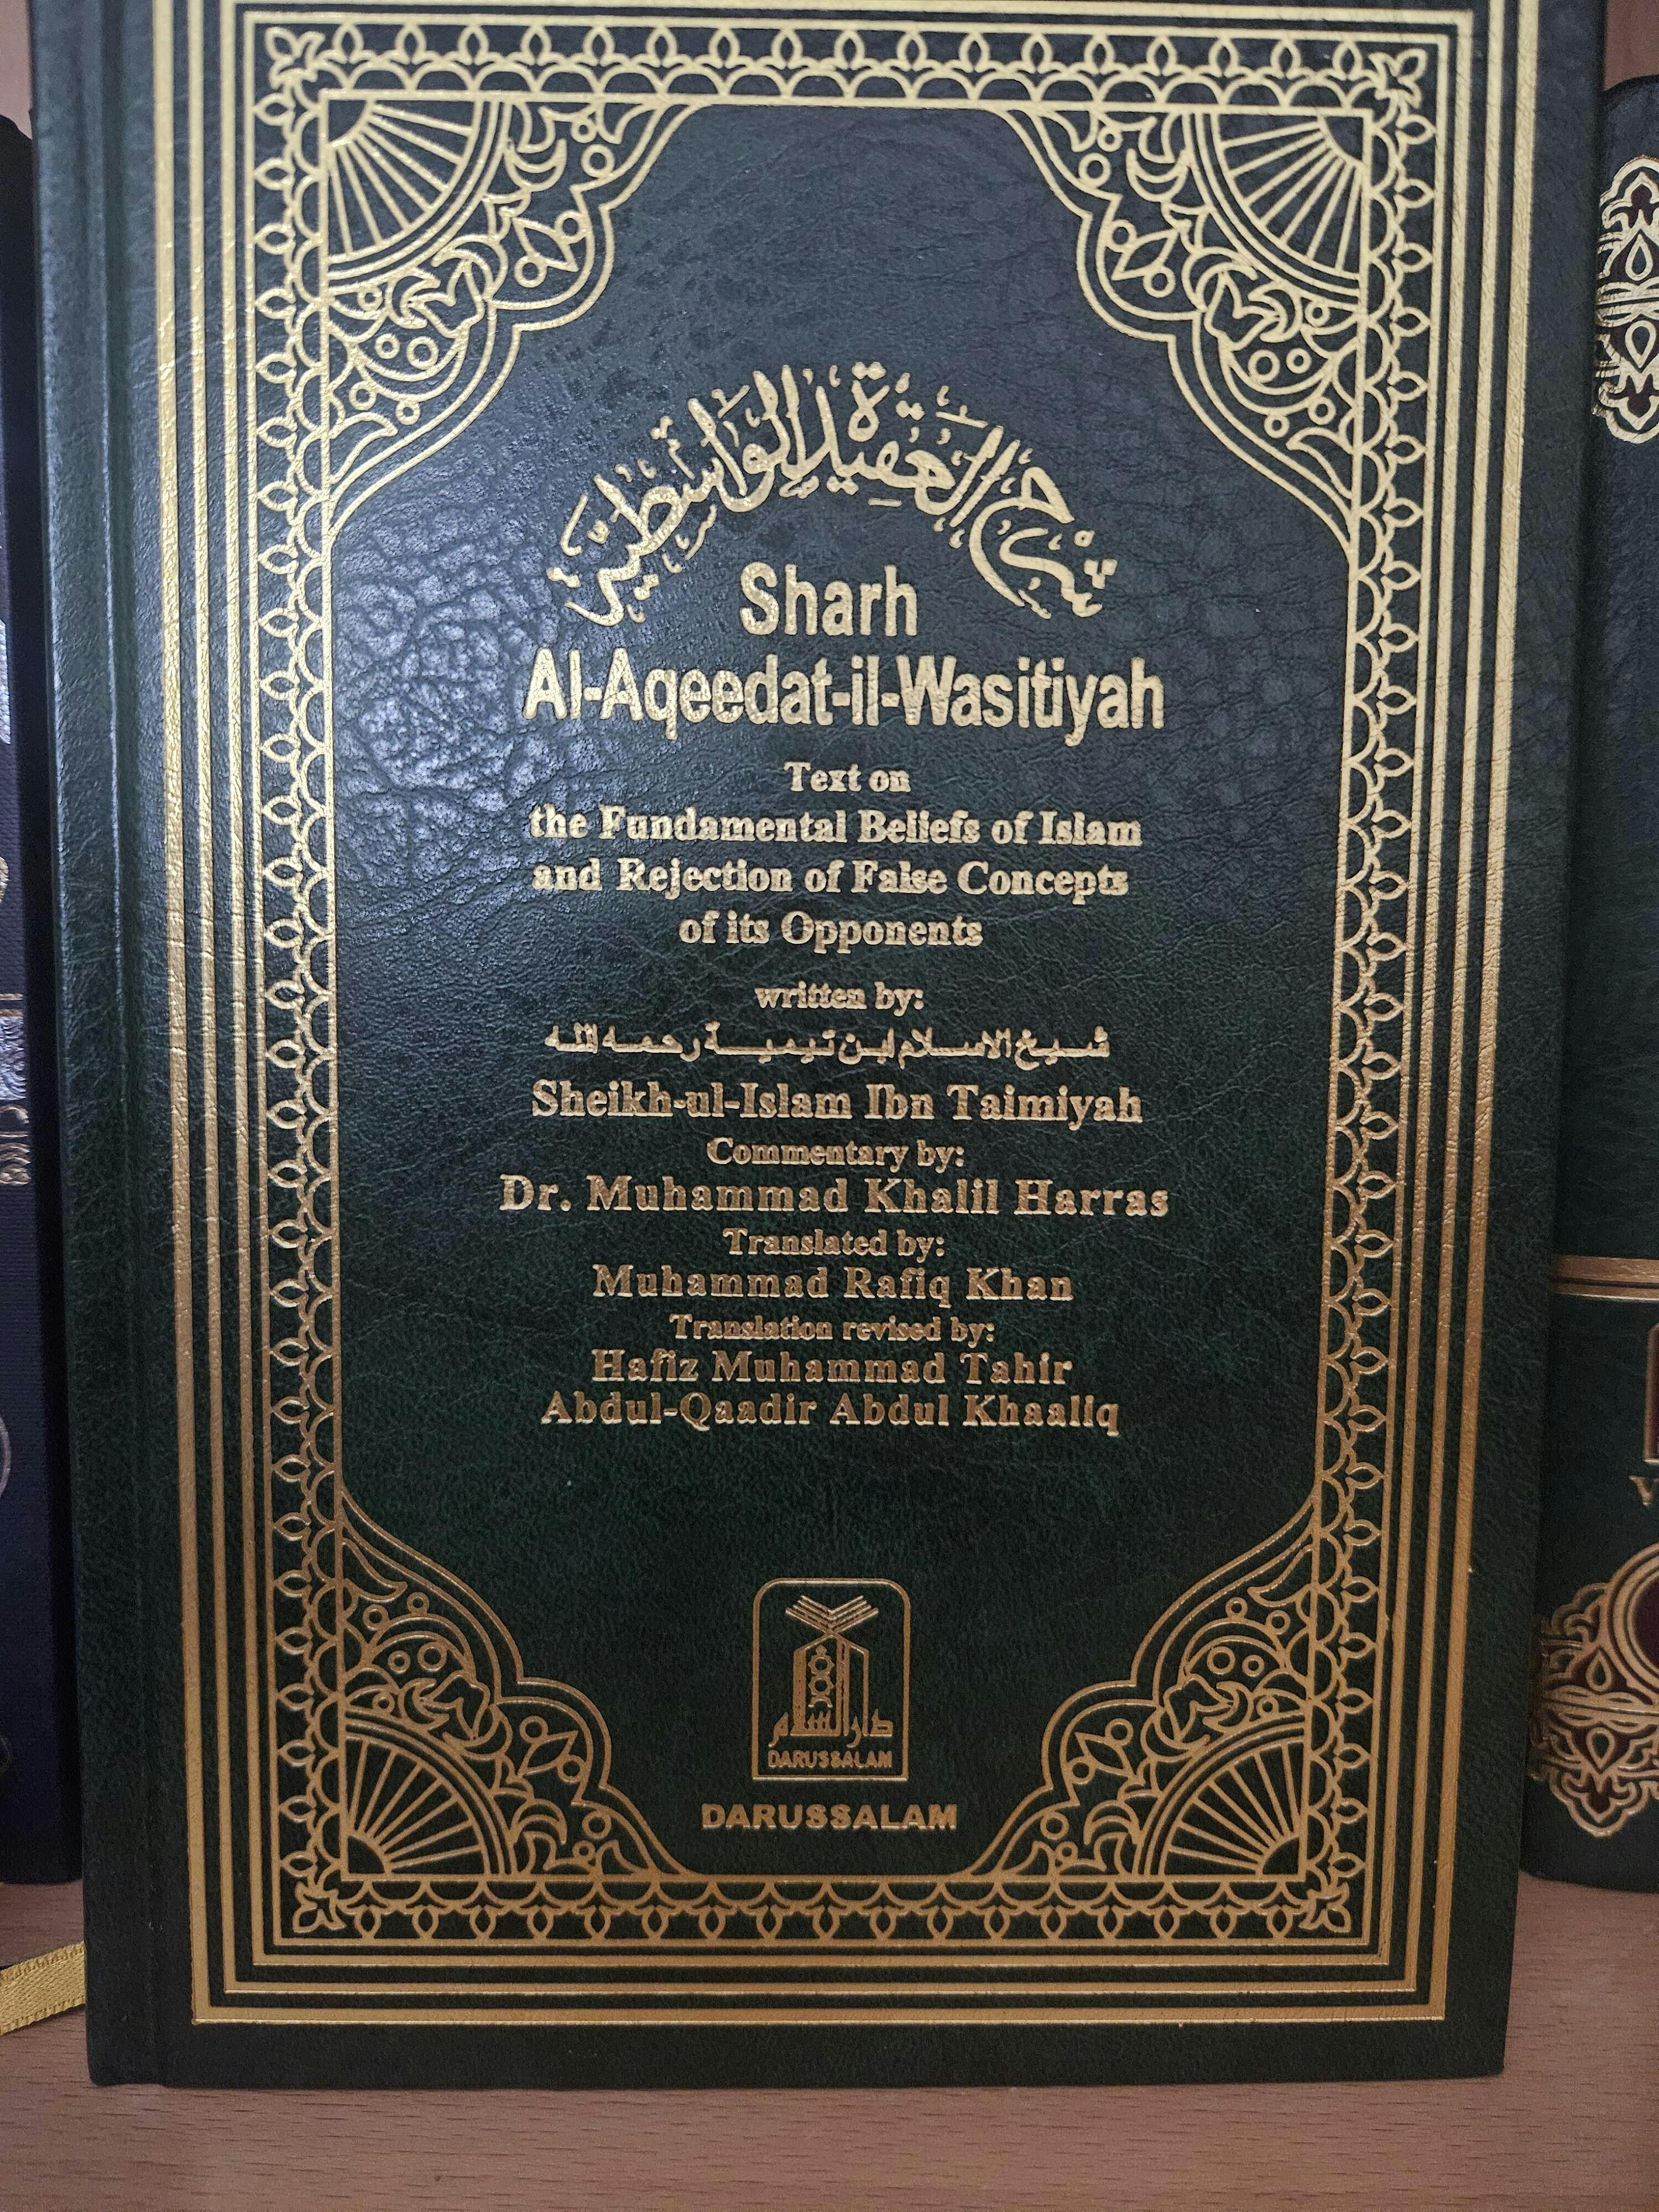 شرح العقيدة الواسطية
Sharh
Al-Aqeedat-il-Wasitiyah
Text on
the Fundamental Beliefs of Islam
and Rejection of False Concepts
of its Opponents
written by:
شيخ الاسلام ابن تيمية رحمه الله
Sheikh-ul-Islam Ibn Taimiyah
Commentary by:
Dr. Muhammad Khalil Harras
Translated by:
Muhammad Rafiq Khan
Translation revised by:
Hafiz Muhammad Tahir
Abdul-Qaadir Abdul Khaaliq
دار السلام
DARUSSALAM
DARUSSALAM